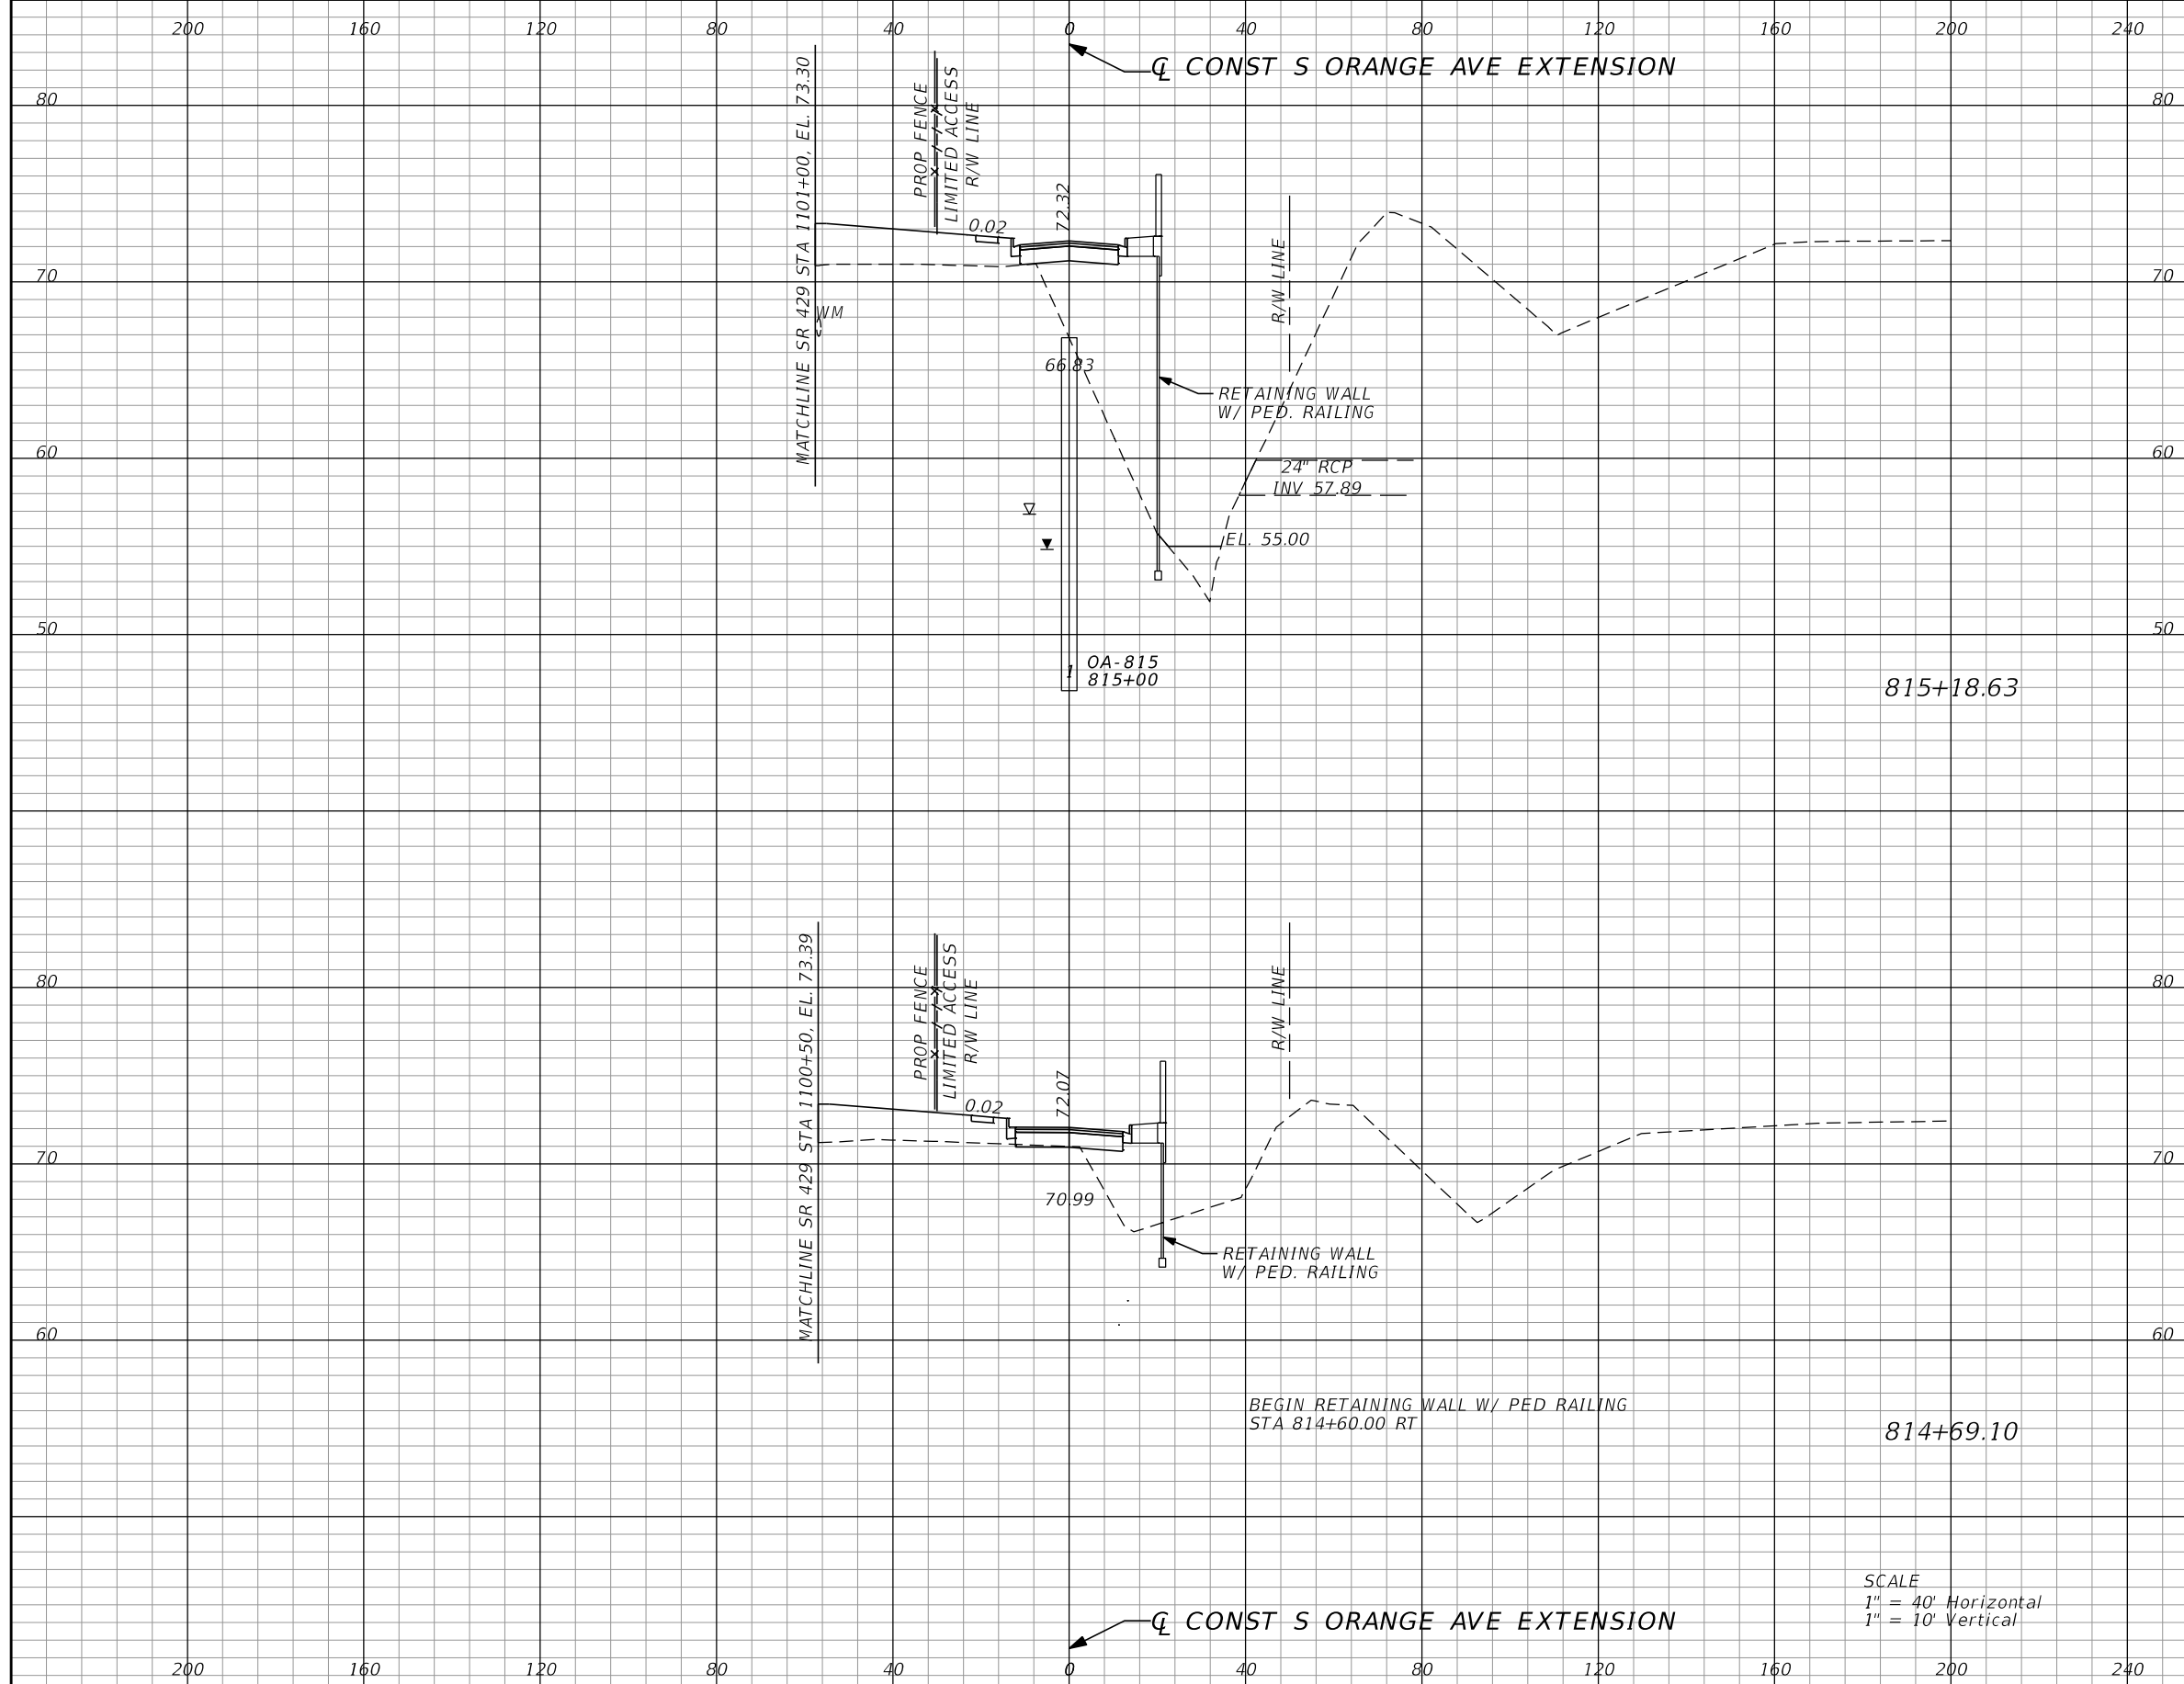 200 160 120 80 40 0 40 80 120 160 200 240
℄ CONST S ORANGE AVE EXTENSION
80 80
MATCHLINE SR 429 STA 1101+00, EL. 73.30
PROP FENCE
LIMITED ACCESS
R/W LINE
0.02
72.32
R/W LINE
70 70
WM
66.83
RETAINING WALL
W/ PED. RAILING
60 60
24" RCP
INV 57.89
EL. 55.00
50 50
1
OA-815
815+00
815+18.63
MATCHLINE SR 429 STA 1100+50, EL. 73.39
PROP FENCE
LIMITED ACCESS
R/W LINE
R/W LINE
80 80
0.02
72.07
70 70
70.99
RETAINING WALL
W/ PED. RAILING
60 60
BEGIN RETAINING WALL W/ PED RAILING
STA 814+60.00 RT
814+69.10
SCALE
1" = 40' Horizontal
1" = 10' Vertical
℄ CONST S ORANGE AVE EXTENSION
200 160 120 80 40 0 40 80 120 160 200 240